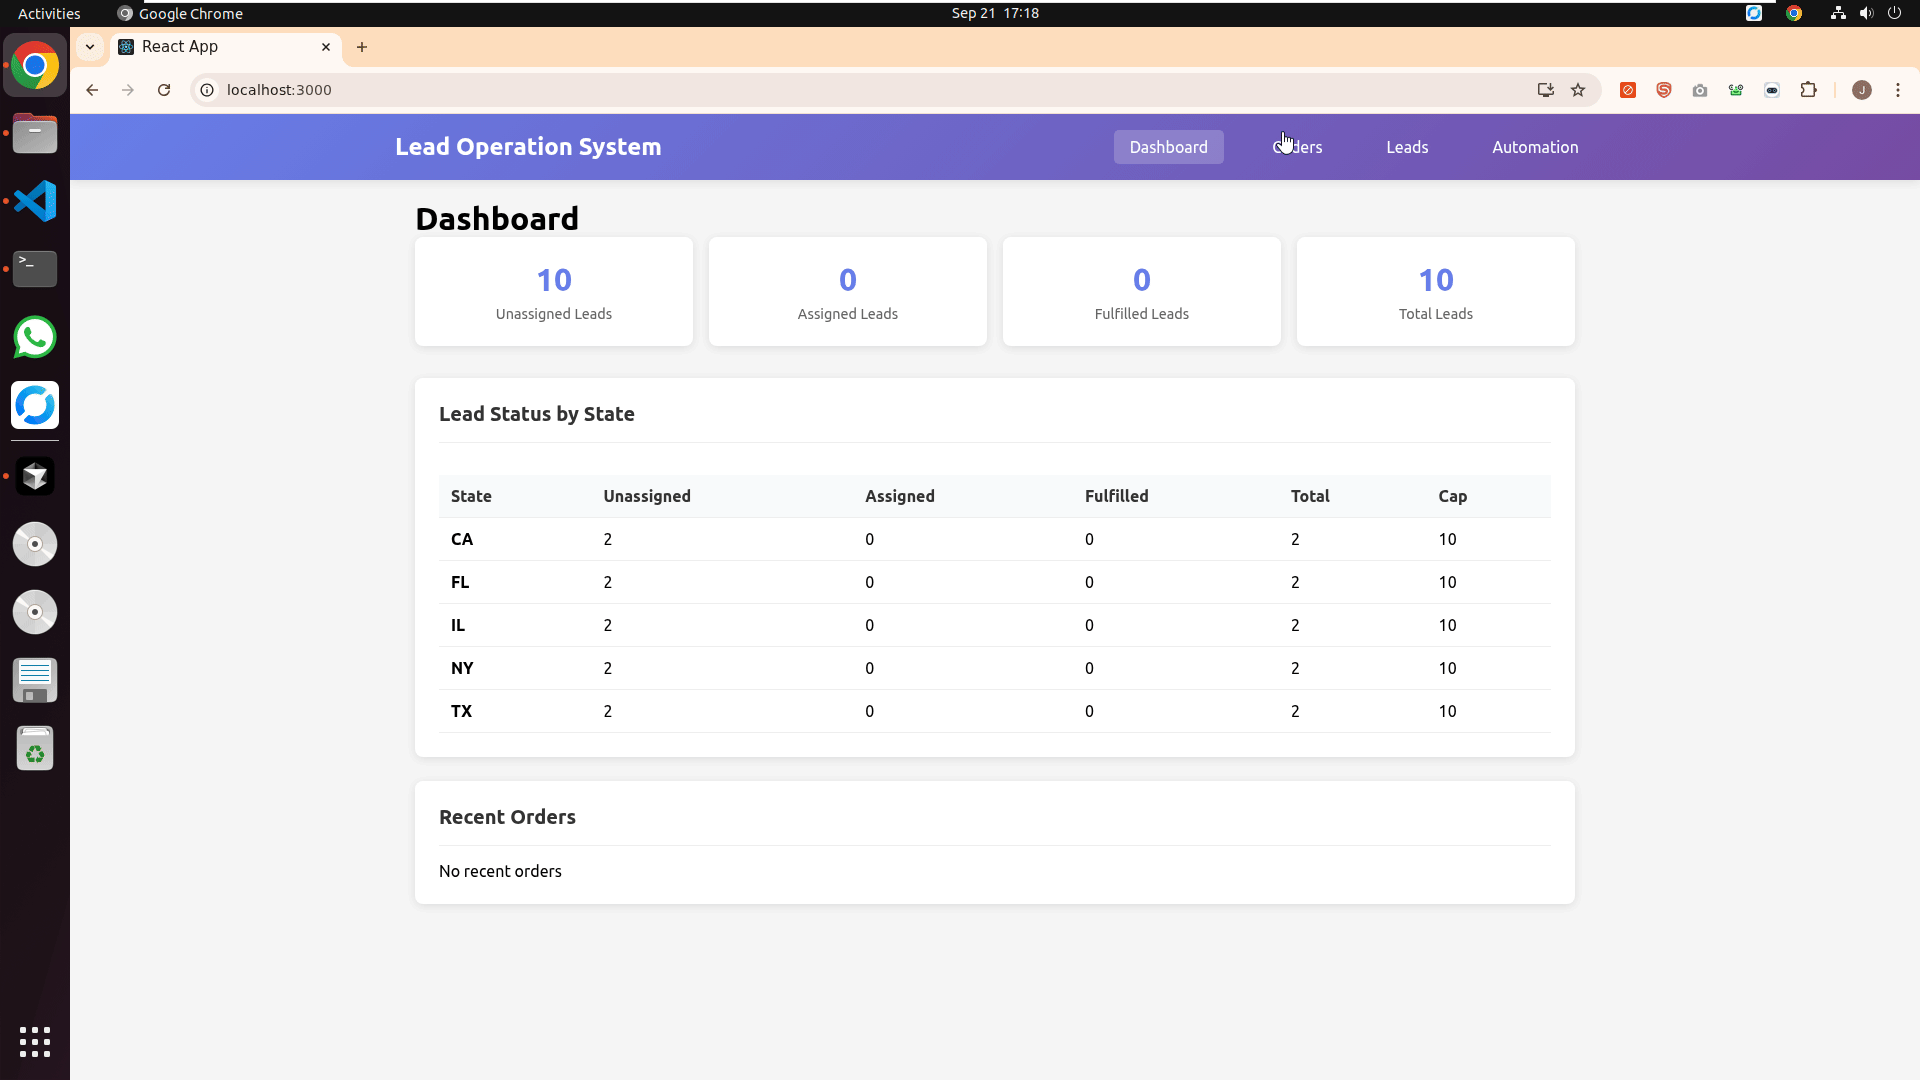 Activities Google Chrome Sep 21 17:18
React App
localhost:3000
J
Lead Operation System Dashboard Orders Leads Automation
Dashboard
10 0 0 10
Unassigned Leads Assigned Leads Fulfilled Leads Total Leads
Lead Status by State
State Unassigned Assigned Fulfilled Total Cap
CA 2 0 0 2 10
FL 2 0 0 2 10
IL 2 0 0 2 10
NY 2 0 0 2 10
TX 2 0 0 2 10
Recent Orders
No recent orders